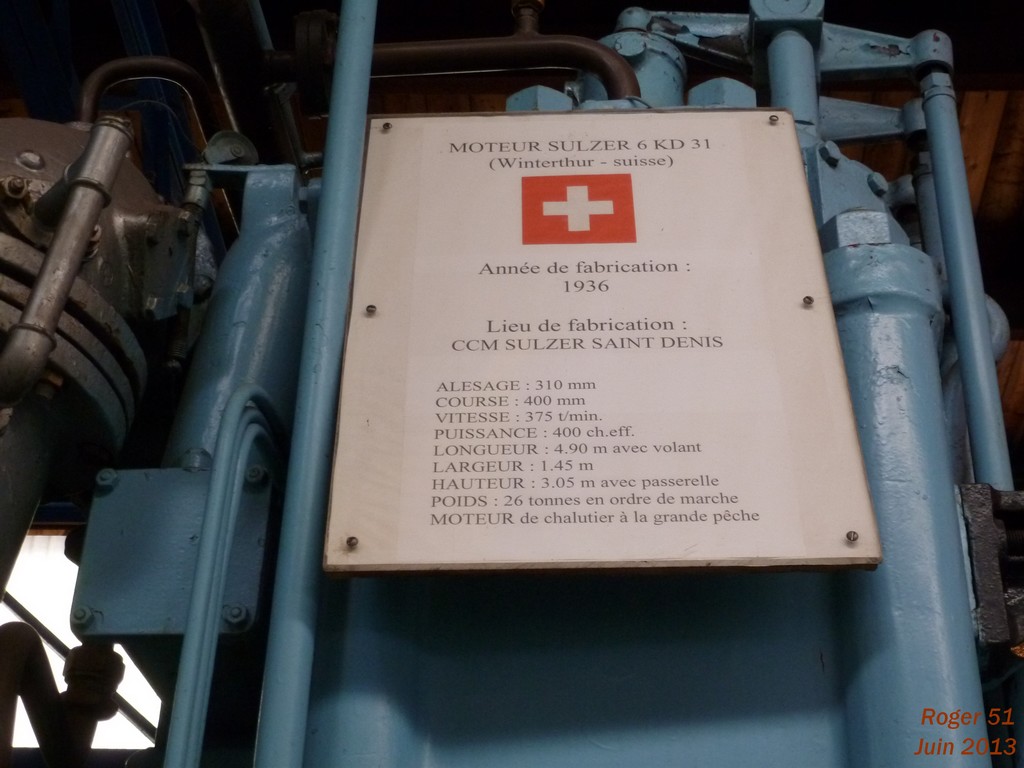 MOTEUR SULZER 6 KD 31
(Winterthur - suisse)
Année de fabrication :
1936
Lieu de fabrication :
CCM SULZER SAINT DENIS
ALESAGE : 310 mm
COURSE : 400 mm
VITESSE : 375 t/min.
PUISSANCE : 400 ch.eff.
LONGUEUR : 4.90 m avec volant
LARGEUR : 1.45 m
HAUTEUR : 3.05 m avec passerelle
POIDS : 26 tonnes en ordre de marche
MOTEUR de chalutier à la grande pêche
Roger 51
Juin 2013